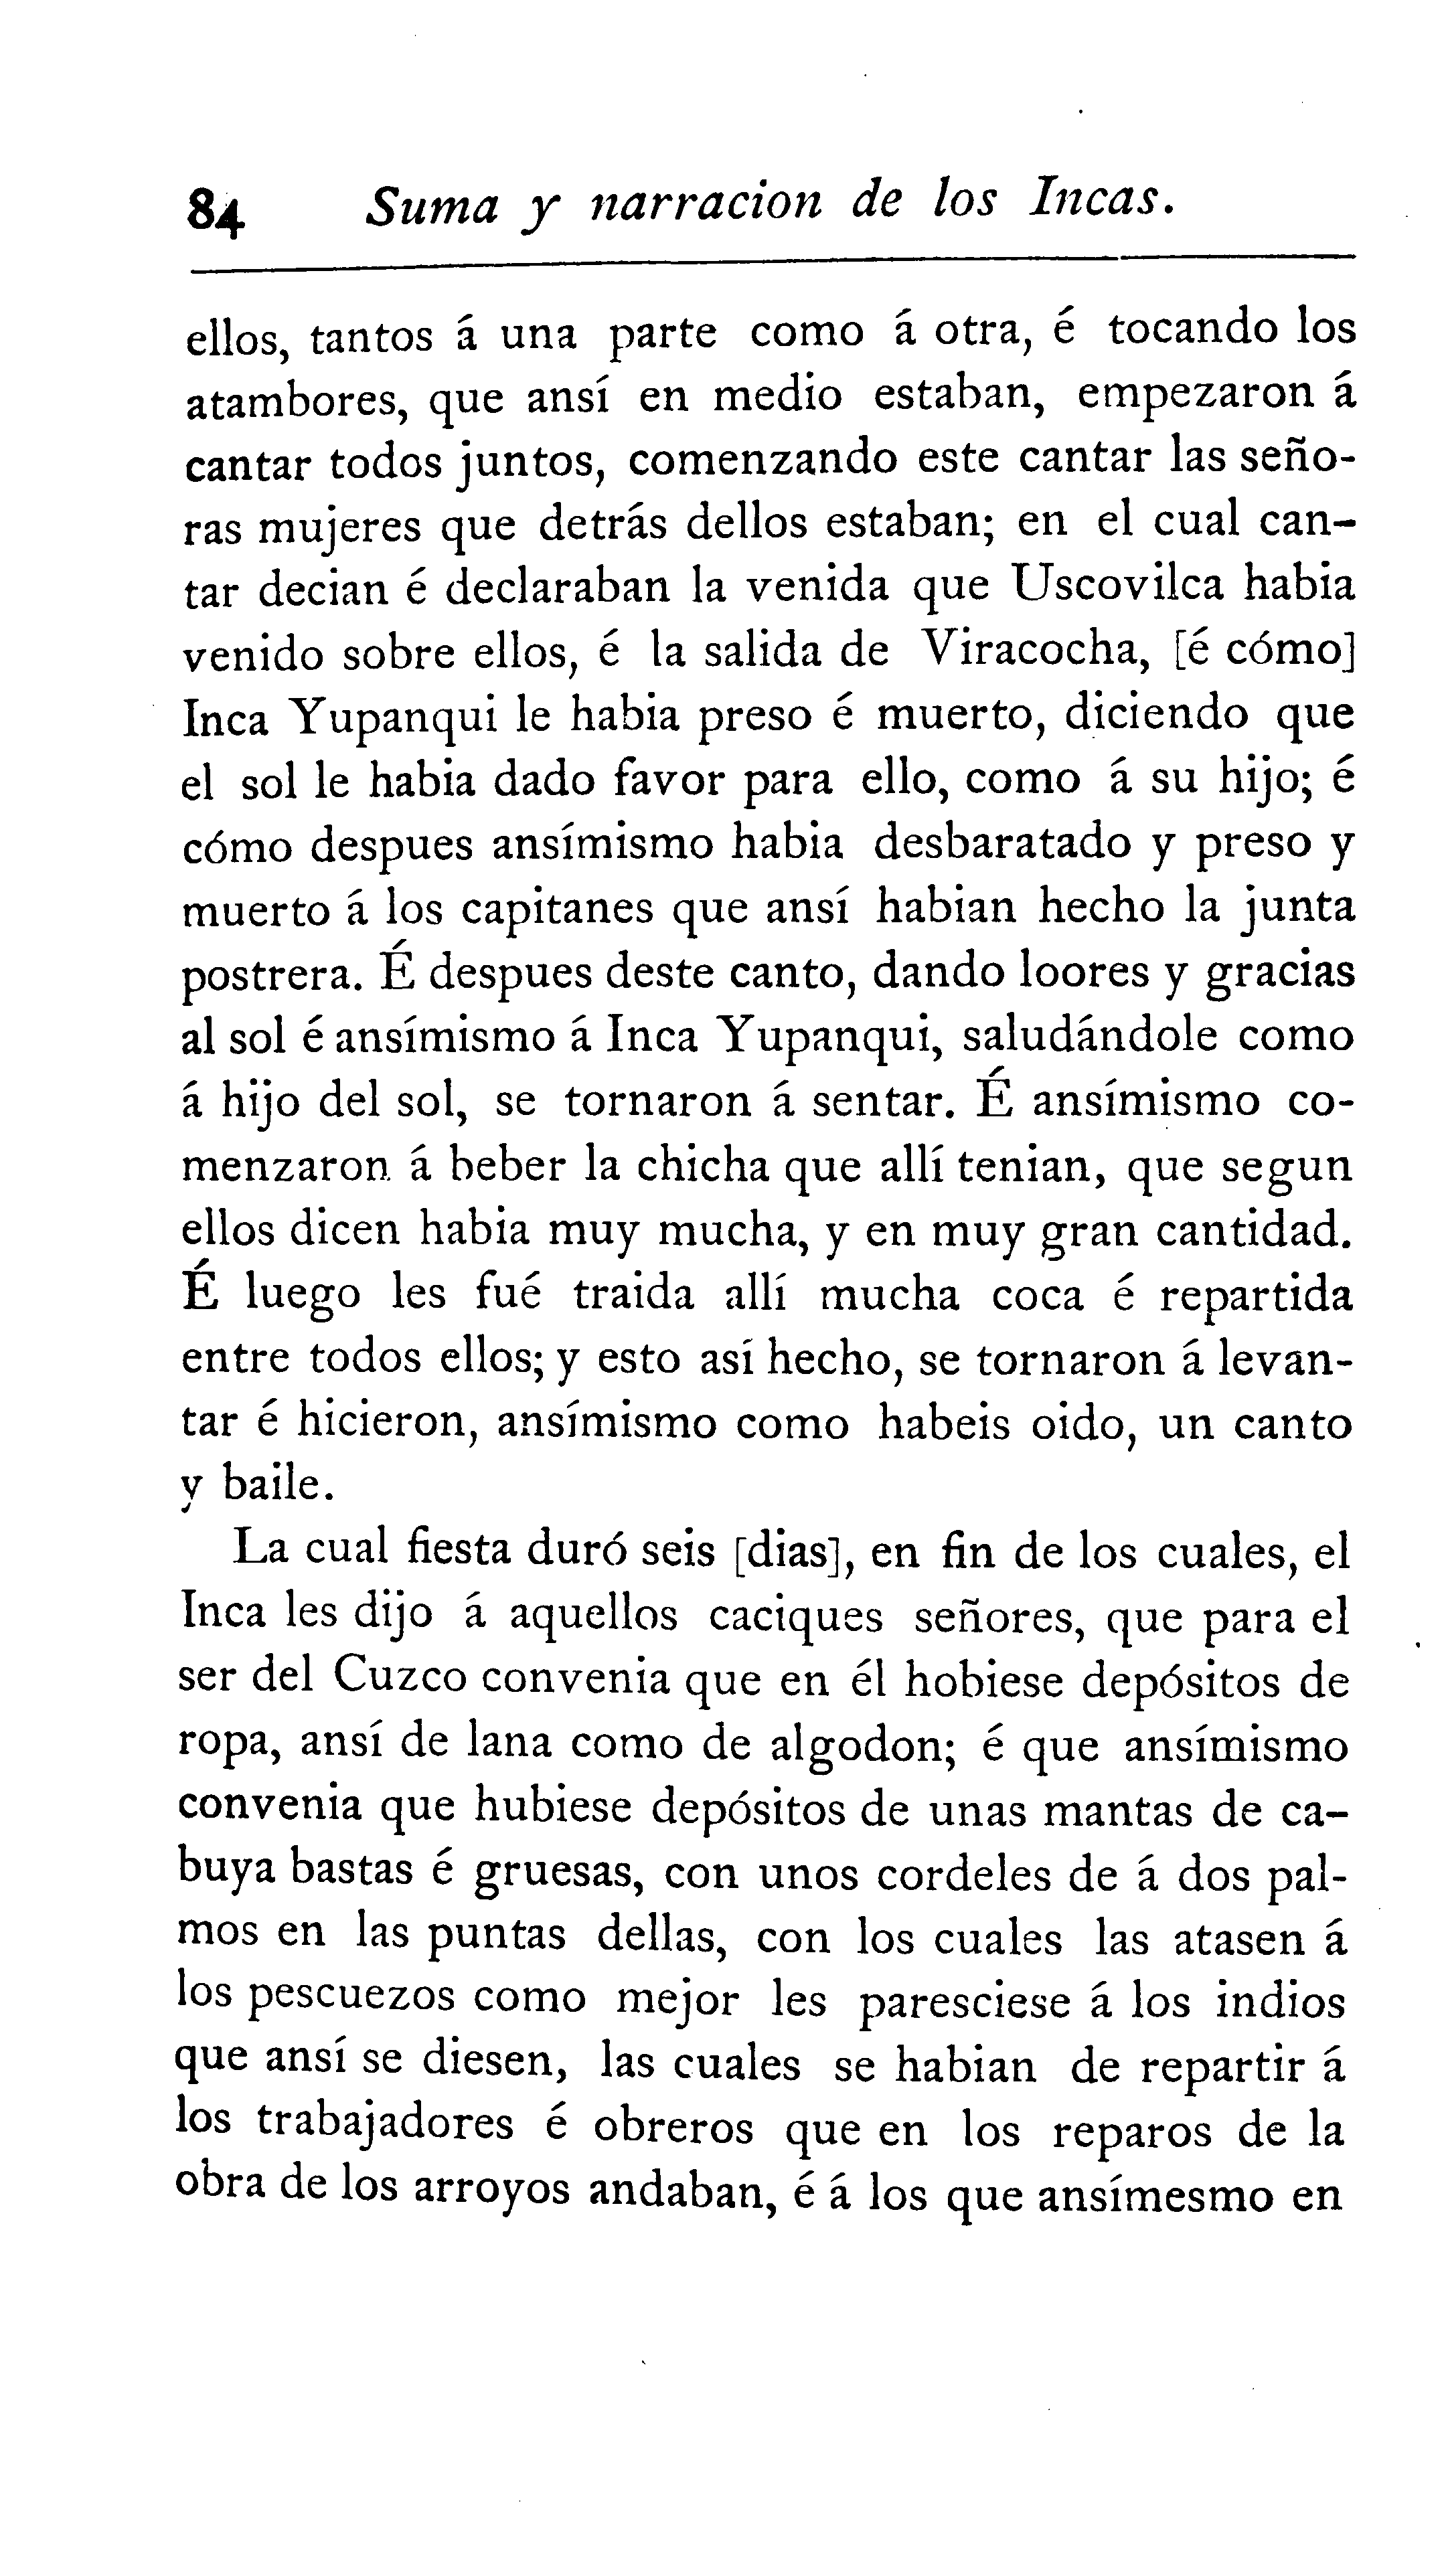 84 Suma y narracion de los Incas.
ellos, tantos á una parte como á otra, é tocando los
atambores, que ansí en medio estaban, empezaron á
cantar todos juntos, comenzando este cantar las seño-
ras mujeres que detrás dellos estaban; en el cual can-
tar decian é declaraban la venida que Uscovilca habia
venido sobre ellos, é la salida de Viracocha, [é cómo]
Inca Yupanqui le habia preso é muerto, diciendo que
el sol le habia dado favor para ello, como á su hijo; é
cómo despues ansímismo habia desbaratado y preso y
muerto á los capitanes que ansí habian hecho la junta
postrera. É despues deste canto, dando loores y gracias
al sol é ansímismo á Inca Yupanqui, saludándole como
á hijo del sol, se tornaron á sentar. É ansímismo co-
menzaron á beber la chicha que allí tenian, que segun
ellos dicen habia muy mucha, y en muy gran cantidad.
É luego les fué traida allí mucha coca é repartida
entre todos ellos; y esto así hecho, se tornaron á levan-
tar é hicieron, ansímismo como habeis oido, un canto
y baile.
La cual fiesta duró seis [dias], en fin de los cuales, el
Inca les dijo á aquellos caciques señores, que para el
ser del Cuzco convenia que en él hobiese depósitos de
ropa, ansí de lana como de algodon; é que ansímismo
convenia que hubiese depósitos de unas mantas de ca-
buya bastas é gruesas, con unos cordeles de á dos pal-
mos en las puntas dellas, con los cuales las atasen á
los pescuezos como mejor les paresciese á los indios
que ansí se diesen, las cuales se habian de repartir á
los trabajadores é obreros que en los reparos de la
obra de los arroyos andaban, é á los que ansímesmo en